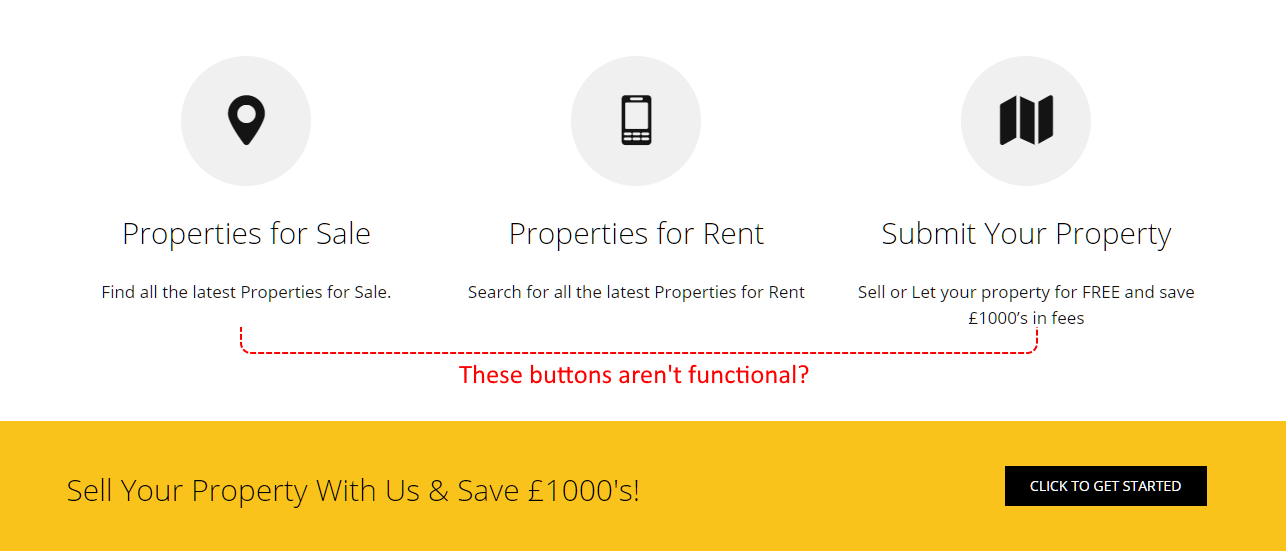 Properties for Sale
Properties for Rent
Submit Your Property
Find all the latest Properties for Sale.
Search for all the latest Properties for Rent
Sell or Let your property for FREE and save
£1000’s in fees
These buttons aren't functional?
Sell Your Property With Us & Save £1000's!
CLICK TO GET STARTED